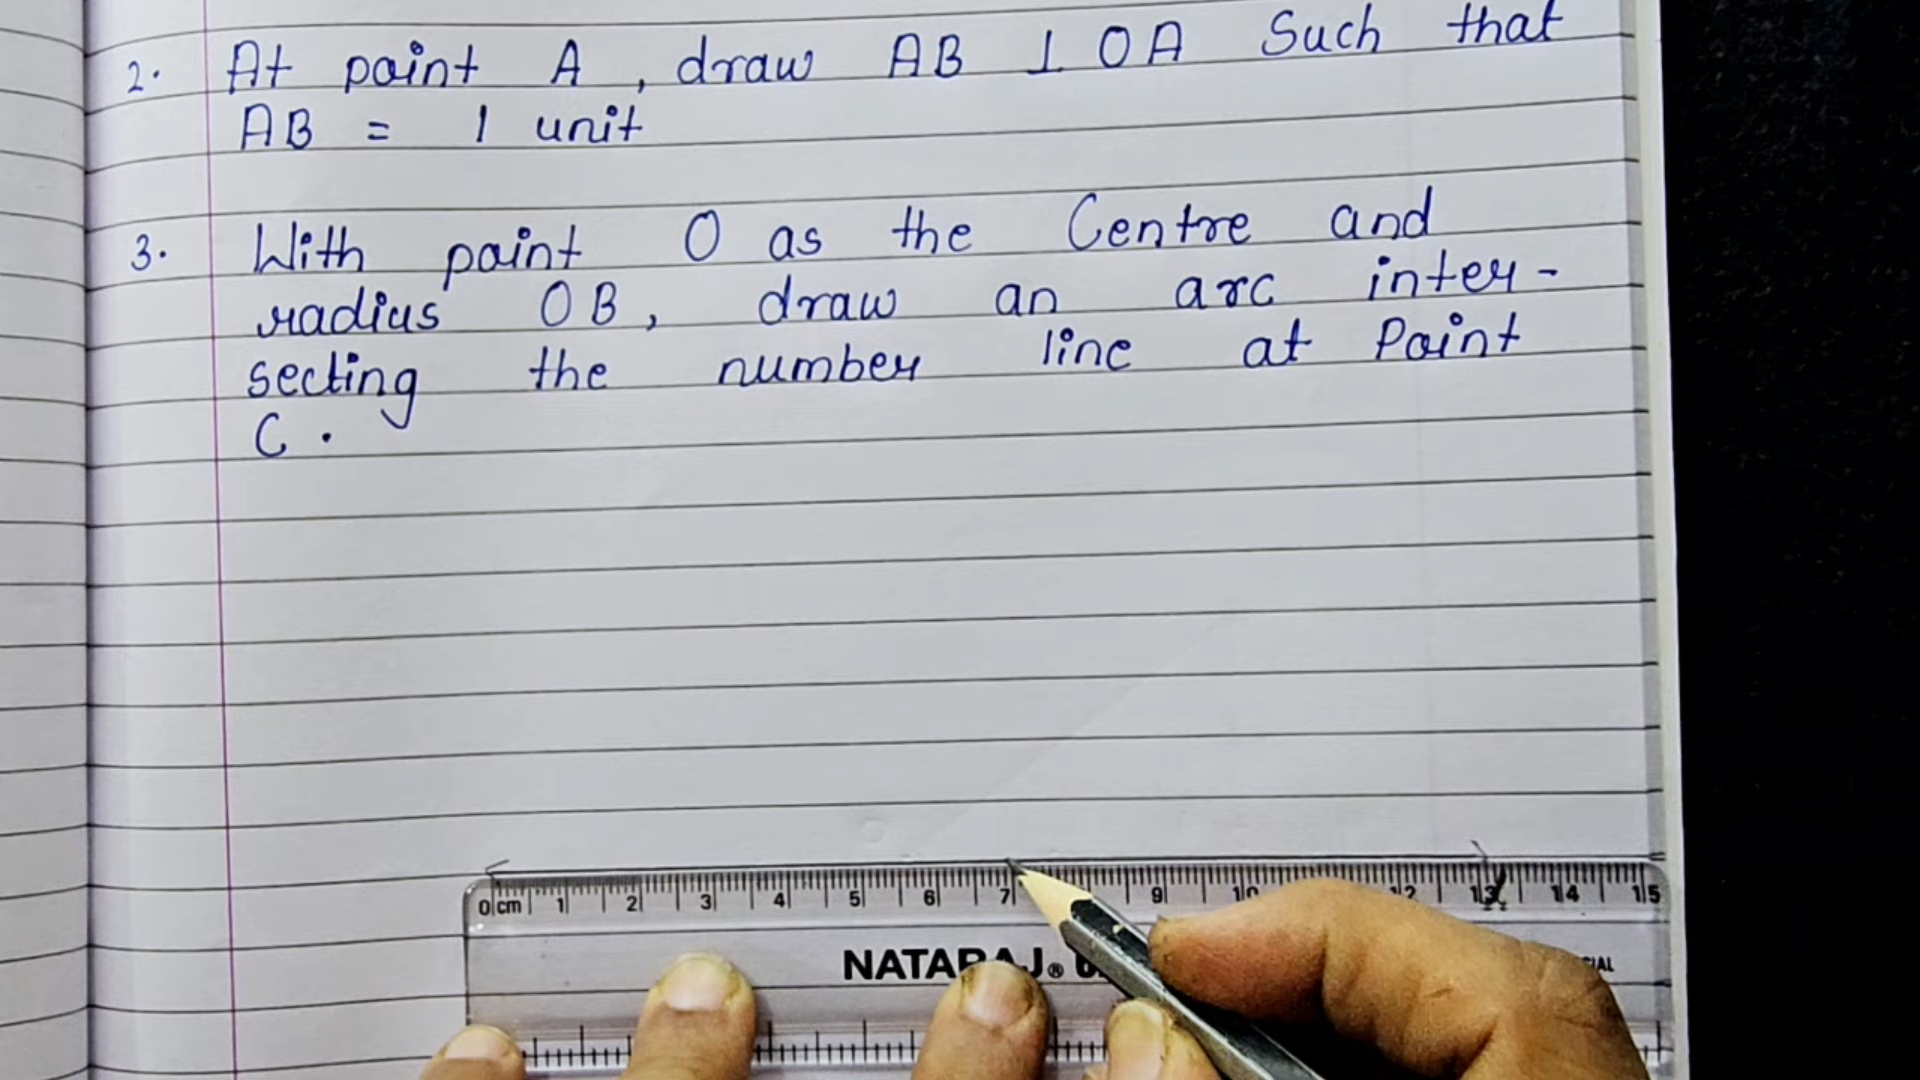 2. At point A, draw AB ⊥ OA Such that
AB = 1 unit
3. With point O as the Centre and
radius OB, draw an arc inter-
secting the number line at Point
C.
0 cm 1 2 3 4 5 6 7 9 10 12 13 14 15
NATARAJ®